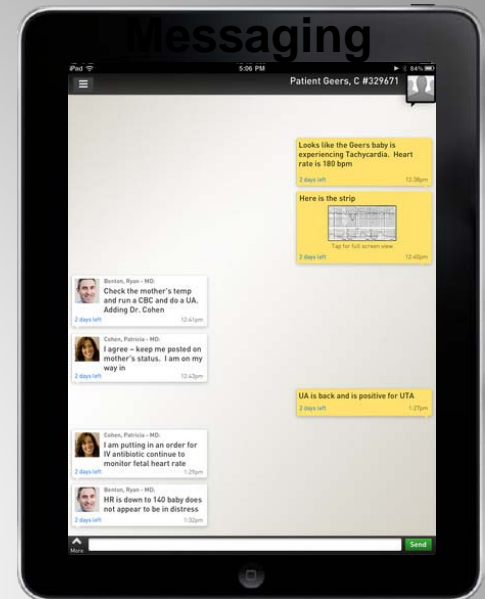 Messaging
iPad
5:06 PM
84%
Patient Geers, C #329671
Looks like the Geers baby is
experiencing Tachycardia. Heart
rate is 180 bpm
2 days left 12:38pm
Here is the strip
Tap for full screen view
2 days left 12:40pm
Benton, Ryan - MD:
Check the mother's temp
and run a CBC and do a UA.
Adding Dr. Cohen
2 days left 12:41pm
Cohen, Patricia - MD:
I agree – keep me posted on
mother's status. I am on my
way in
2 days left 12:43pm
UA is back and is positive for UTA
2 days left 1:27pm
Cohen, Patricia - MD:
I am putting in an order for
IV antibiotic continue to
monitor fetal heart rate
2 days left 1:29pm
Benton, Ryan - MD:
HR is down to 140 baby does
not appear to be in distress
2 days left 1:32pm
More
Send